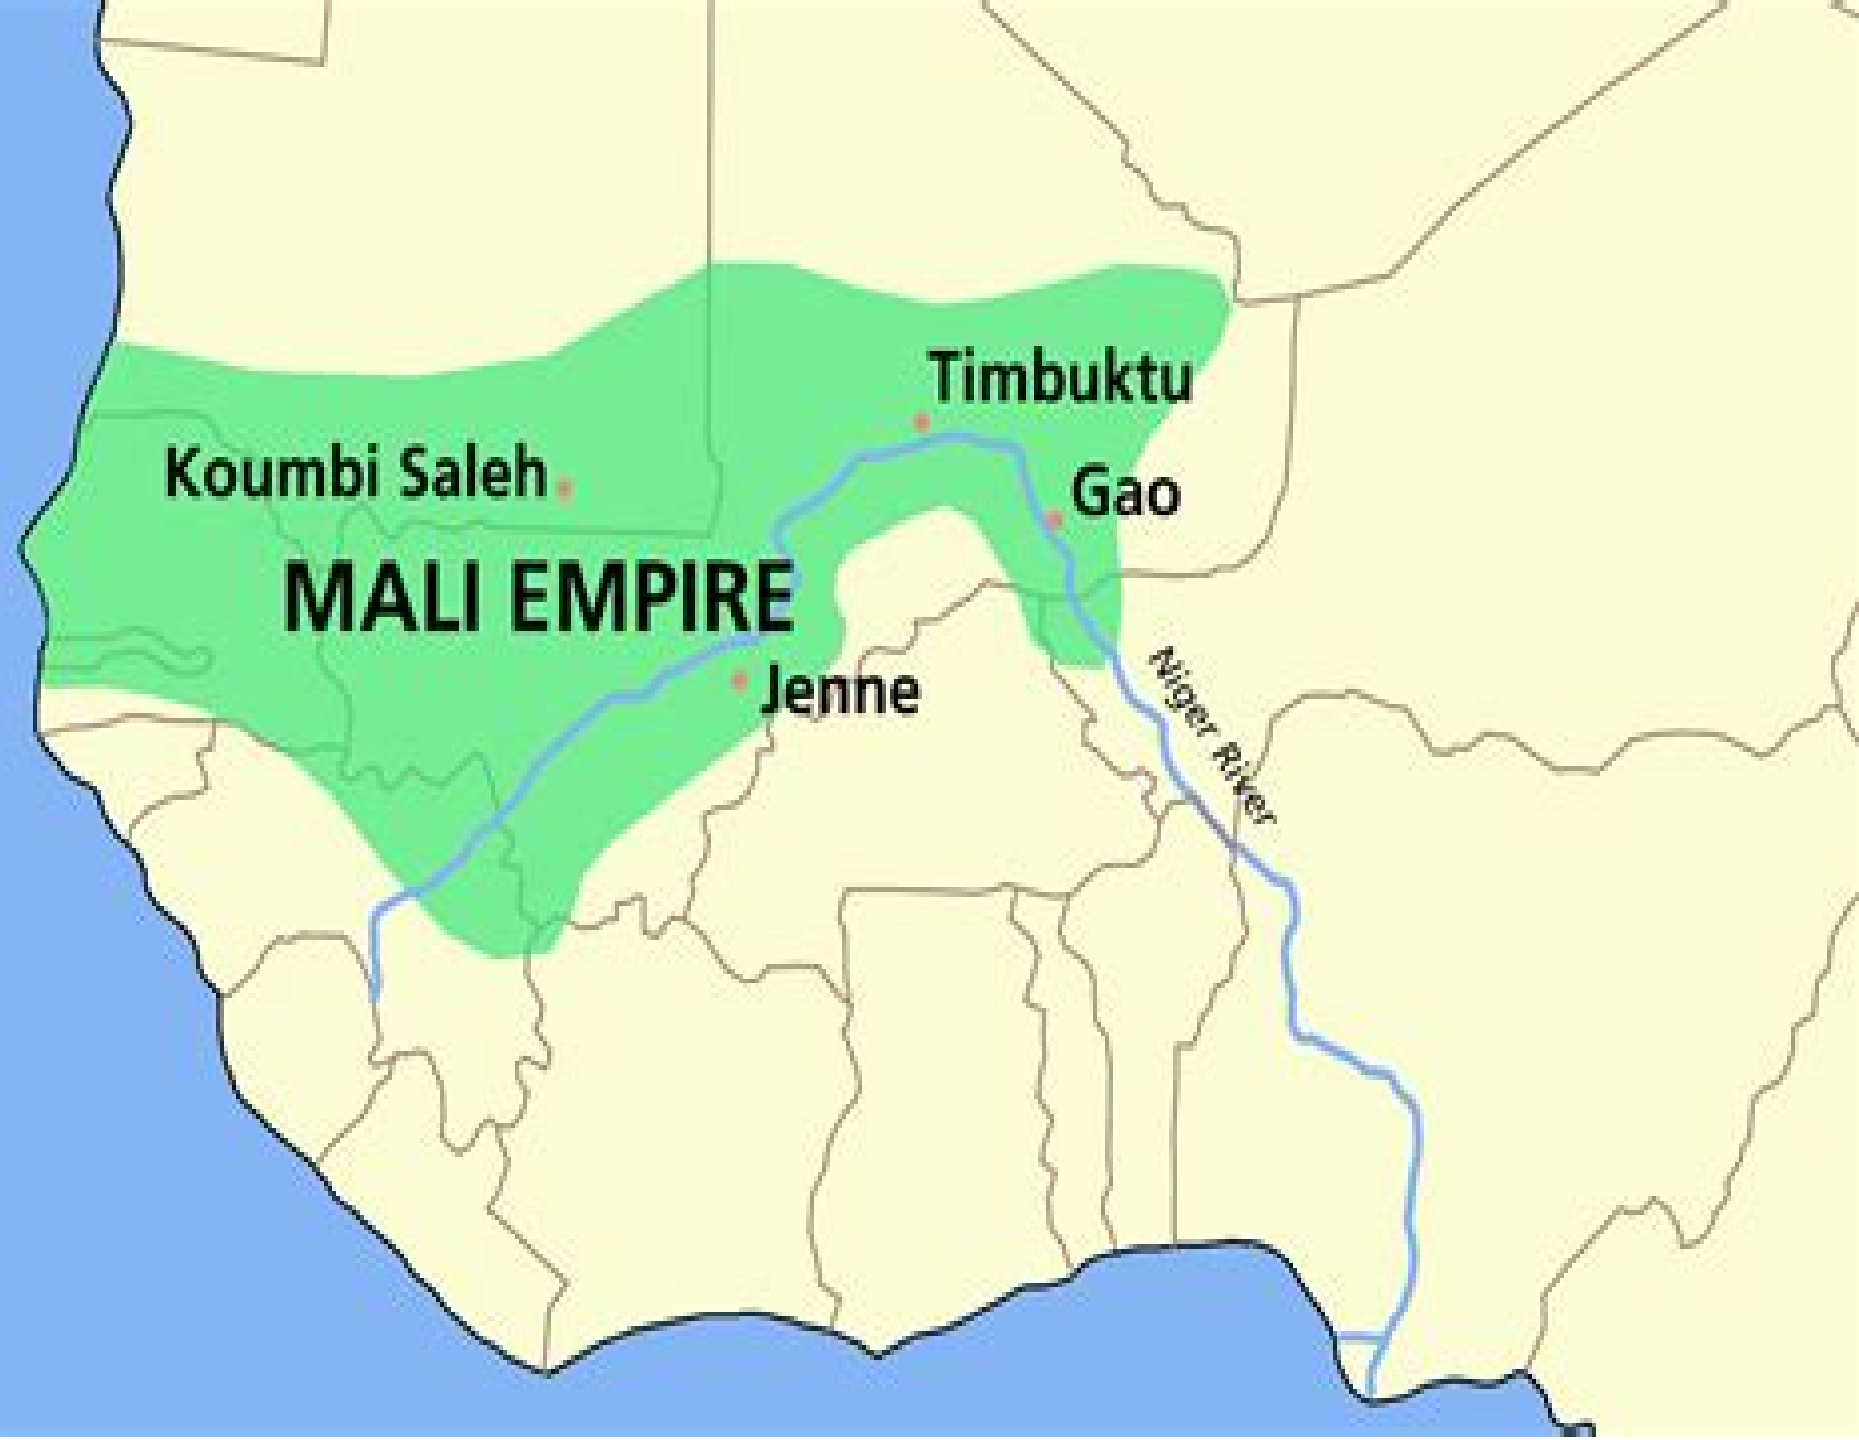 Timbuktu
Koumbi Saleh
Gao
MALI EMPIRE
Jenne
Niger River